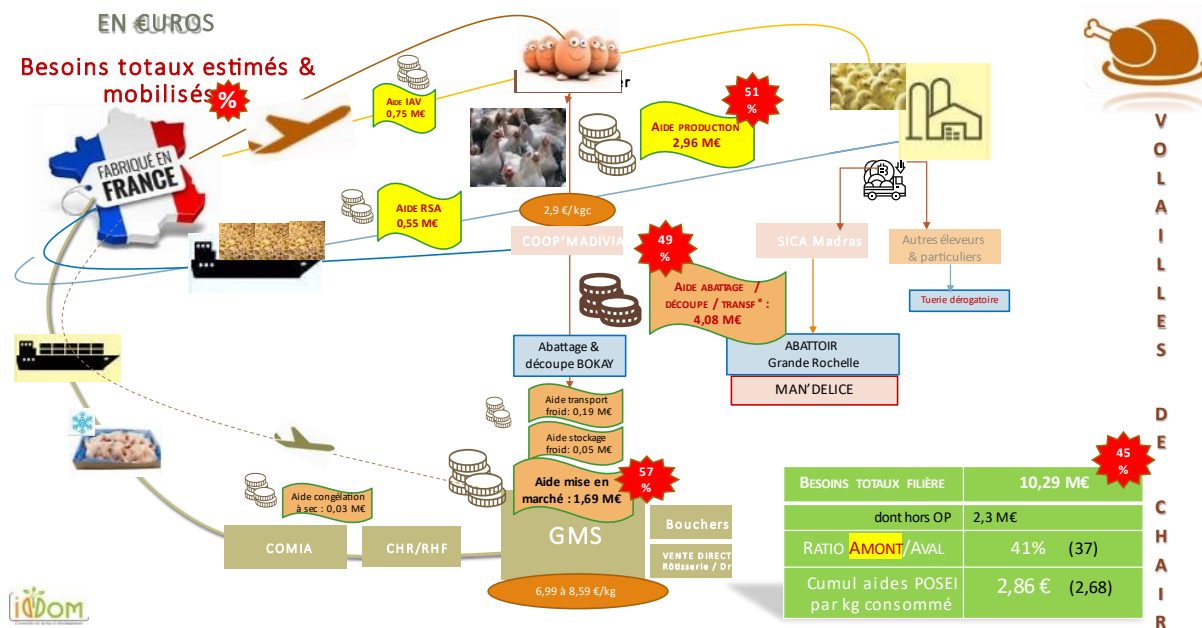 EN €UROS
Besoins totaux estimés &
mobilisés
%
FABRIQUÉ EN
FRANCE
AIDE IAV
0,75 M€
AIDE RSA
0,55 M€
AIDE PRODUCTION
2,96 M€
51
%
2,9 €/kgc
COOP'MADIVIA
SICA Madras
Autres éleveurs
& particuliers
Tuerie dérogatoire
49
%
AIDE ABATTAGE /
DÉCOUPE / TRANSF° :
4,08 M€
Abattage &
découpe BOKAY
ABATTOIR
Grande Rochelle
MAN'DELICE
Aide transport
froid: 0,19 M€
Aide stockage
froid: 0,05 M€
Aide mise en
marché : 1,69 M€
57
%
Aide congélation
à sec : 0,03 M€
COMIA
CHR/RHF
GMS
Bouchers
VENTE DIRECT
Rôtisserie / Dr
6,99 à 8,59 €/kg
45
%
BESOINS TOTAUX FILIÈRE 10,29 M€
dont hors OP 2,3 M€
RATIO AMONT/AVAL 41% (37)
Cumul aides POSEI
par kg consommé 2,86 € (2,68)
VOLAILLES
DE
CHAIR
iDDOM